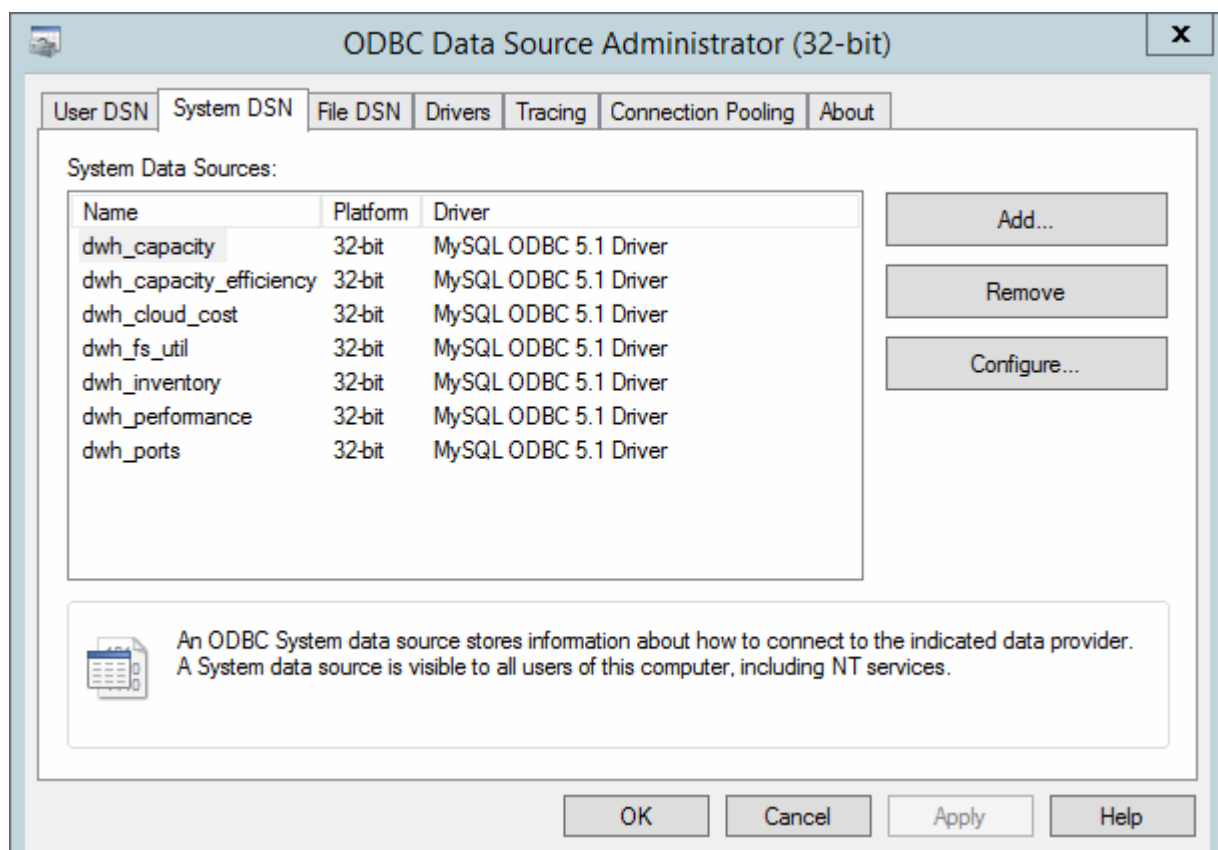 ODBC Data Source Administrator (32-bit)
x
User DSN System DSN File DSN Drivers Tracing Connection Pooling About
System Data Sources:
Name Platform Driver
dwh_capacity 32-bit MySQL ODBC 5.1 Driver
dwh_capacity_efficiency 32-bit MySQL ODBC 5.1 Driver
dwh_cloud_cost 32-bit MySQL ODBC 5.1 Driver
dwh_fs_util 32-bit MySQL ODBC 5.1 Driver
dwh_inventory 32-bit MySQL ODBC 5.1 Driver
dwh_performance 32-bit MySQL ODBC 5.1 Driver
dwh_ports 32-bit MySQL ODBC 5.1 Driver
Add...
Remove
Configure...
An ODBC System data source stores information about how to connect to the indicated data provider.
A System data source is visible to all users of this computer, including NT services.
OK Cancel Apply Help